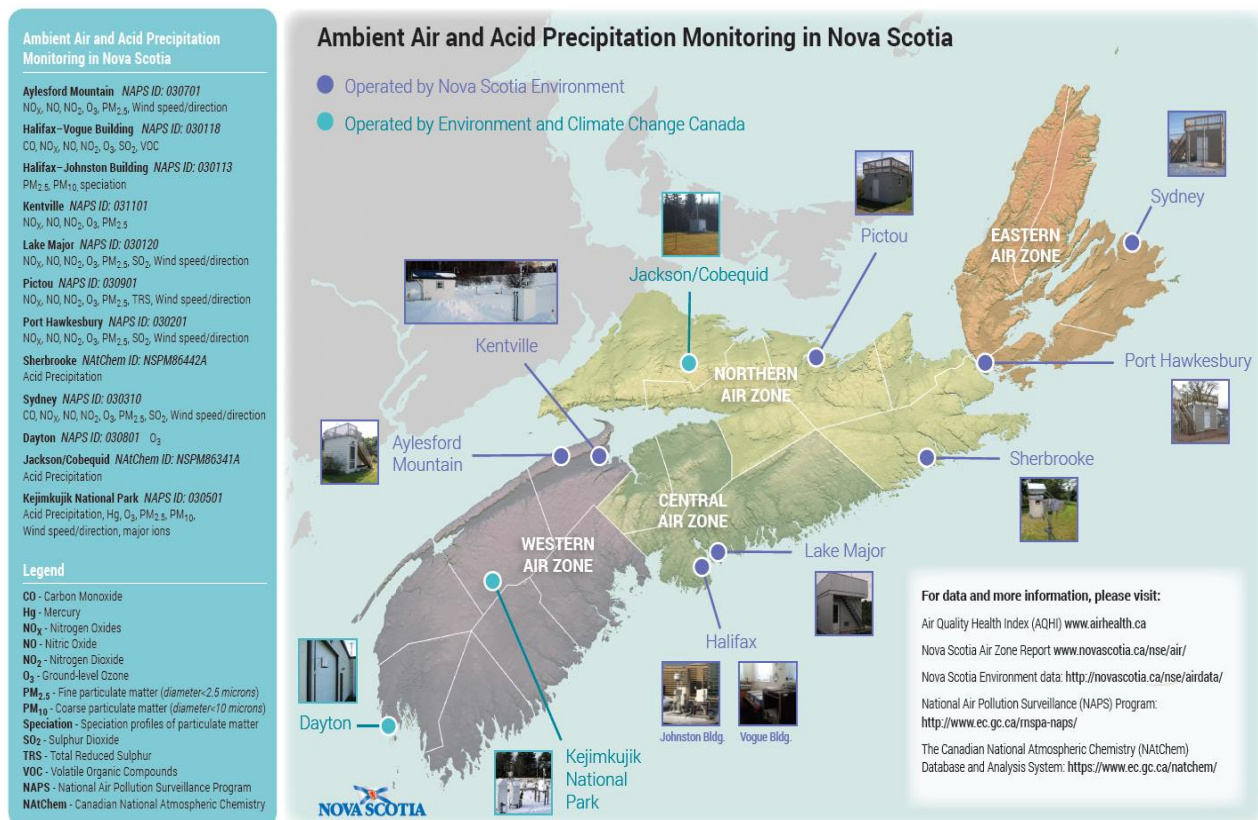 Ambient Air and Acid Precipitation
Monitoring in Nova Scotia
Aylesford Mountain NAPS ID: 030701
NOX, NO, NO2, O3, PM2.5, Wind speed/direction
Halifax–Vogue Building NAPS ID: 030118
CO, NOX, NO, NO2, O3, SO2, VOC
Halifax–Johnston Building NAPS ID: 030113
PM2.5, PM10, speciation
Kentville NAPS ID: 031101
NOX, NO, NO2, O3, PM2.5
Lake Major NAPS ID: 030120
NOX, NO, NO2, O3, PM2.5, SO2, Wind speed/direction
Pictou NAPS ID: 030901
NOX, NO, NO2, O3, PM2.5, TRS, Wind speed/direction
Port Hawkesbury NAPS ID: 030201
NOX, NO, NO2, O3, PM2.5, SO2, Wind speed/direction
Sherbrooke NAtChem ID: NSPM86442A
Acid Precipitation
Sydney NAPS ID: 030310
CO, NOX, NO, NO2, O3, PM2.5, SO2, Wind speed/direction
Dayton NAPS ID: 030801 O3
Jackson/Cobequid NAtChem ID: NSPM86341A
Acid Precipitation
Kejimkujik National Park NAPS ID: 030501
Acid Precipitation, Hg, O3, PM2.5, PM10,
Wind speed/direction, major ions
Legend
CO - Carbon Monoxide
Hg - Mercury
NOX - Nitrogen Oxides
NO - Nitric Oxide
NO2 - Nitrogen Dioxide
O3 - Ground-level Ozone
PM2.5 - Fine particulate matter (diameter<2.5 microns)
PM10 - Coarse particulate matter (diameter<10 microns)
Speciation - Speciation profiles of particulate matter
SO2 - Sulphur Dioxide
TRS - Total Reduced Sulphur
VOC - Volatile Organic Compounds
NAPS - National Air Pollution Surveillance Program
NAtChem - Canadian National Atmospheric Chemistry
Ambient Air and Acid Precipitation Monitoring in Nova Scotia
Operated by Nova Scotia Environment
Operated by Environment and Climate Change Canada
Sydney
Pictou
EASTERN
AIR ZONE
Jackson/Cobequid
Kentville
Port Hawkesbury
NORTHERN
AIR ZONE
Aylesford
Mountain
Sherbrooke
CENTRAL
AIR ZONE
WESTERN
AIR ZONE
Lake Major
Halifax
Johnston Bldg.
Vogue Bldg.
Dayton
Kejimkujik
National
Park
NOVA SCOTIA
For data and more information, please visit:
Air Quality Health Index (AQHI) www.airhealth.ca
Nova Scotia Air Zone Report www.novascotia.ca/nse/air/
Nova Scotia Environment data: http://novascotia.ca/nse/airdata/
National Air Pollution Surveillance (NAPS) Program:
http://www.ec.gc.ca/rnspa-naps/
The Canadian National Atmospheric Chemistry (NAtChem)
Database and Analysis System: https://www.ec.gc.ca/natchem/